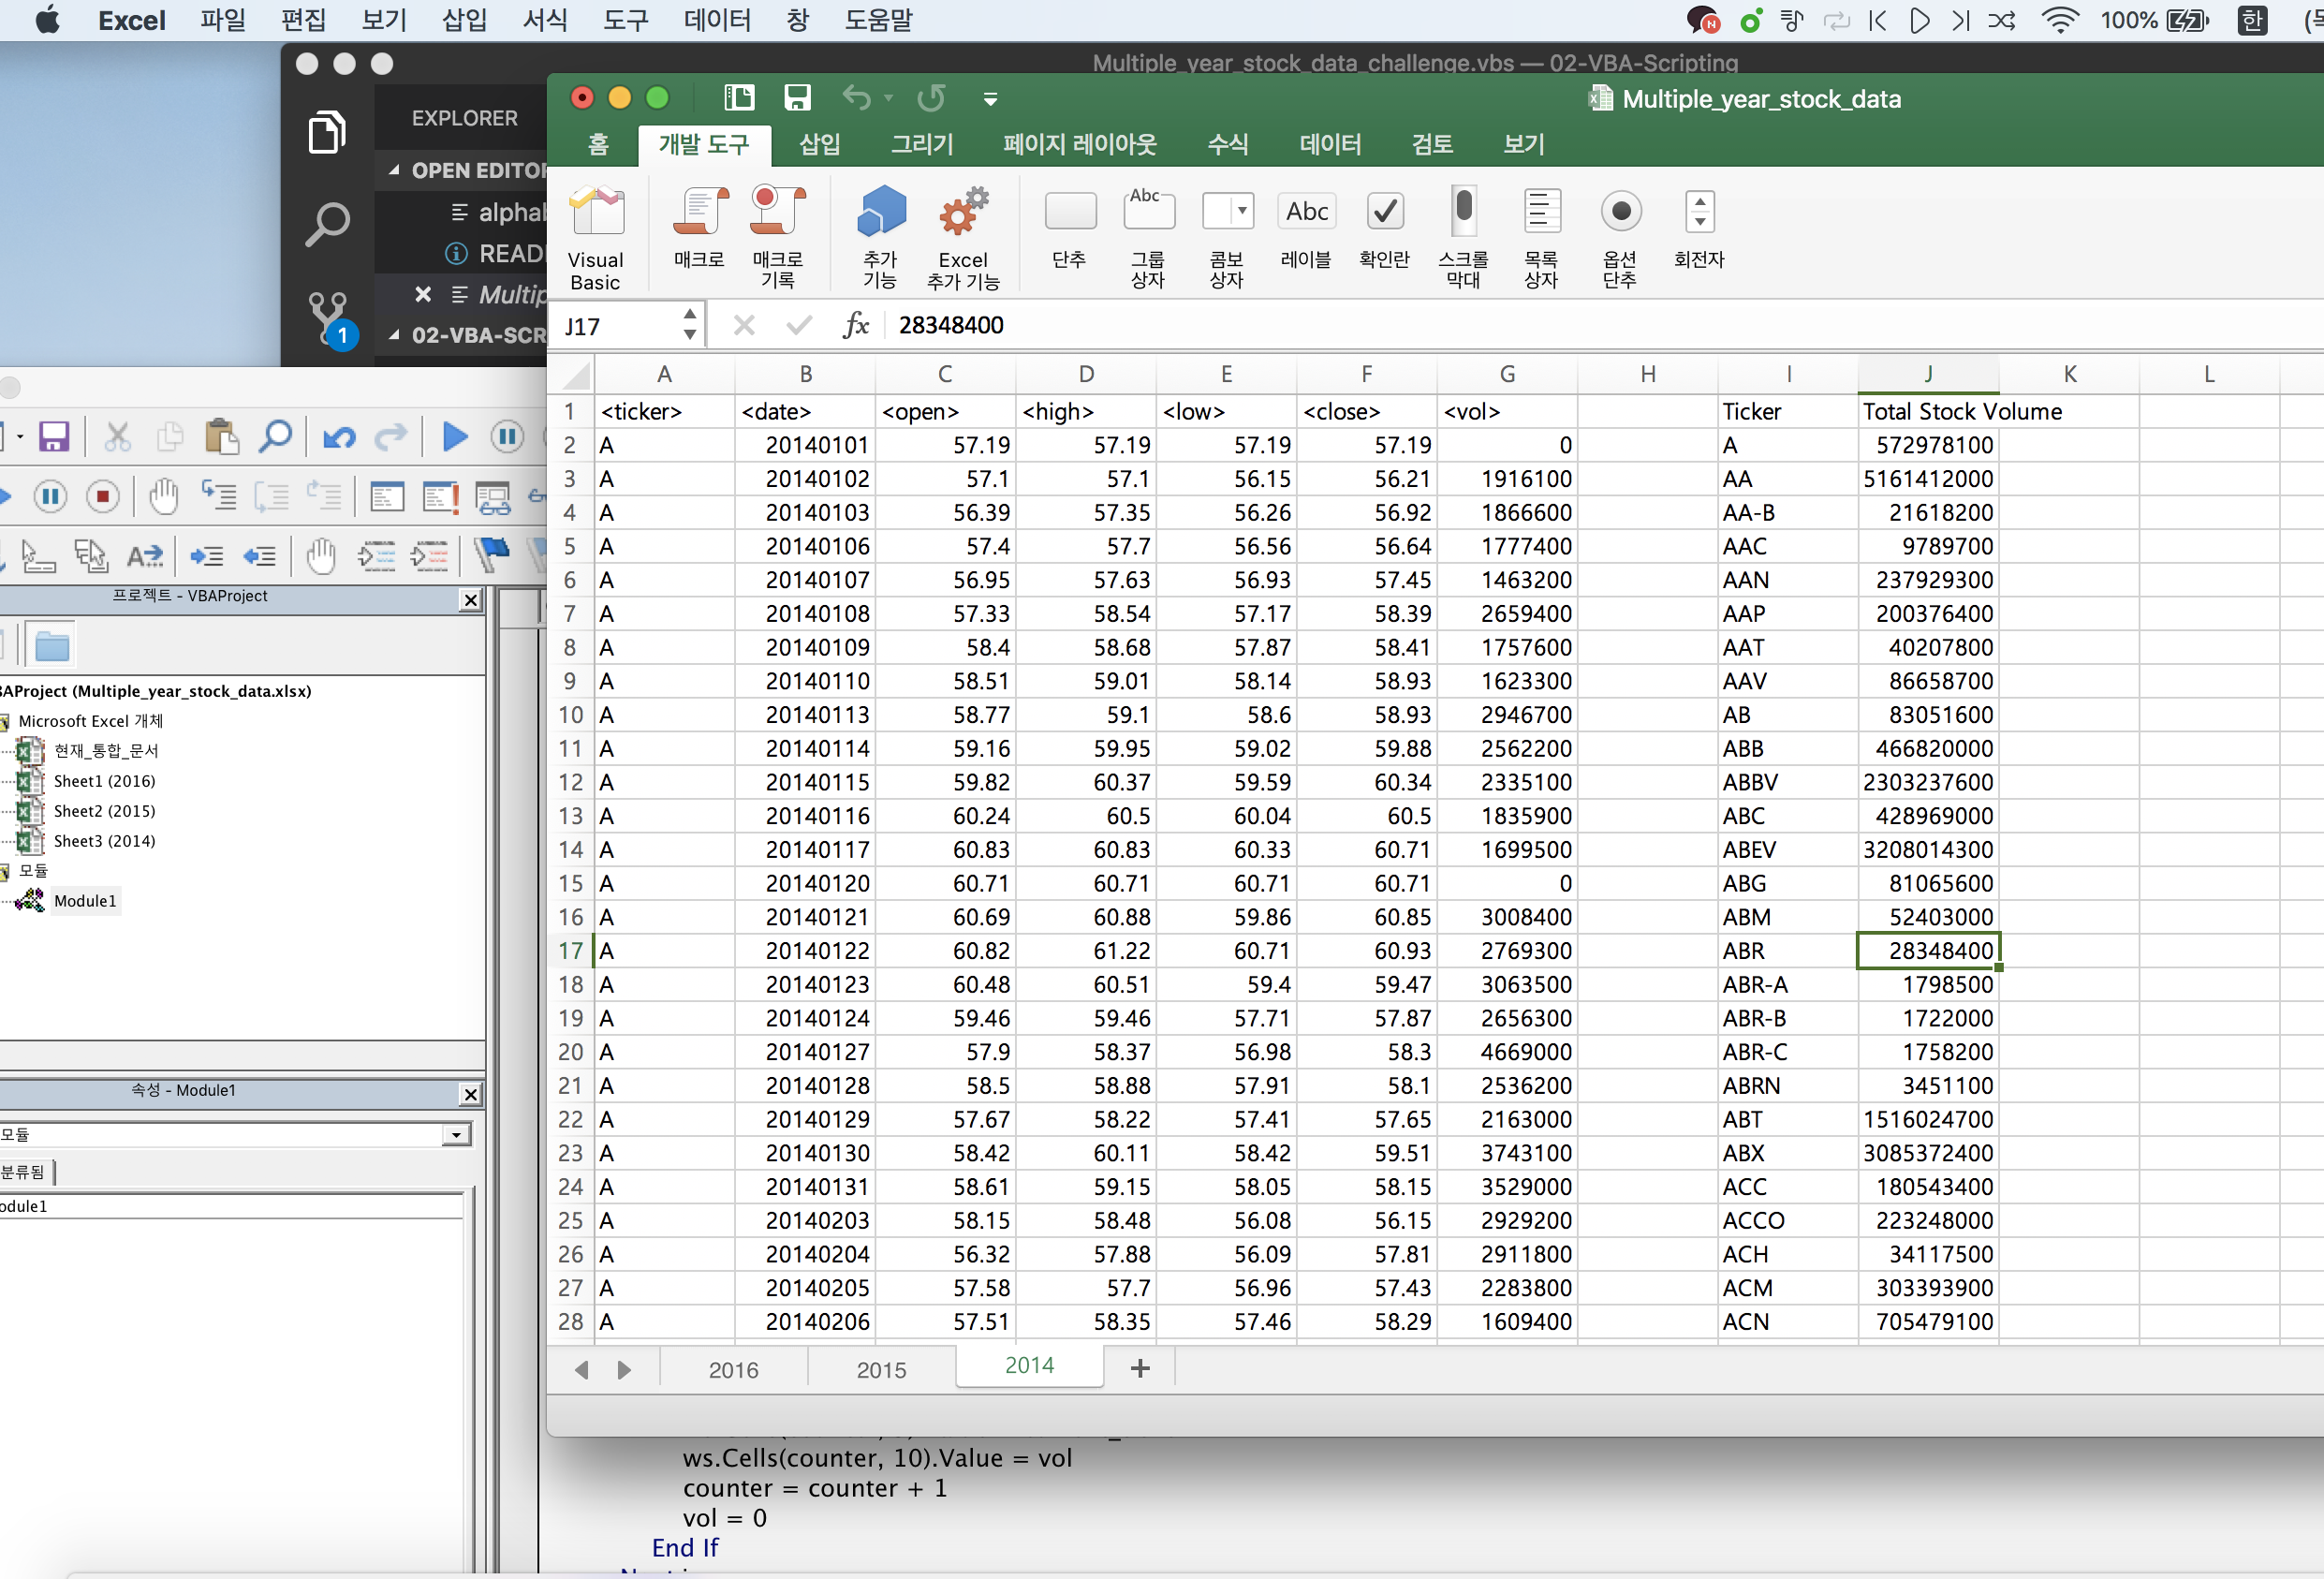 Excel 파일 편집 보기 삽입 서식 도구 데이터 창 도움말 N 100% 한
Multiple_year_stock_data_challenge.vbs — 02-VBA-Scripting
EXPLORER
OPEN EDITOR
1
02-VBA-SCR
Multiple_year_stock_data
홈 개발 도구 삽입 그리기 페이지 레이아웃 수식 데이터 검토 보기
Visual Basic 매크로 매크로 기록 추가 기능 Excel 추가 기능 단추 그룹 상자 콤보 상자 레이블 확인란 스크롤 막대 목록 상자 옵션 단추 회전자
J17 fx 28348400
A B C D E F G H I J K L
1 <ticker> <date> <open> <high> <low> <close> <vol> Ticker Total Stock Volume
2 A 20140101 57.19 57.19 57.19 57.19 0 A 572978100
3 A 20140102 57.1 57.1 56.15 56.21 1916100 AA 5161412000
4 A 20140103 56.39 57.35 56.26 56.92 1866600 AA-B 21618200
5 A 20140106 57.4 57.7 56.56 56.64 1777400 AAC 9789700
6 A 20140107 56.95 57.63 56.93 57.45 1463200 AAN 237929300
7 A 20140108 57.33 58.54 57.17 58.39 2659400 AAP 200376400
8 A 20140109 58.4 58.68 57.87 58.41 1757600 AAT 40207800
9 A 20140110 58.51 59.01 58.14 58.93 1623300 AAV 86658700
10 A 20140113 58.77 59.1 58.6 58.93 2946700 AB 83051600
11 A 20140114 59.16 59.95 59.02 59.88 2562200 ABB 466820000
12 A 20140115 59.82 60.37 59.59 60.34 2335100 ABBV 2303237600
13 A 20140116 60.24 60.5 60.04 60.5 1835900 ABC 428969000
14 A 20140117 60.83 60.83 60.33 60.71 1699500 ABEV 3208014300
15 A 20140120 60.71 60.71 60.71 60.71 0 ABG 81065600
16 A 20140121 60.69 60.88 59.86 60.85 3008400 ABM 52403000
17 A 20140122 60.82 61.22 60.71 60.93 2769300 ABR 28348400
18 A 20140123 60.48 60.51 59.4 59.47 3063500 ABR-A 1798500
19 A 20140124 59.46 59.46 57.71 57.87 2656300 ABR-B 1722000
20 A 20140127 57.9 58.37 56.98 58.3 4669000 ABR-C 1758200
21 A 20140128 58.5 58.88 57.91 58.1 2536200 ABRN 3451100
22 A 20140129 57.67 58.22 57.41 57.65 2163000 ABT 1516024700
23 A 20140130 58.42 60.11 58.42 59.51 3743100 ABX 3085372400
24 A 20140131 58.61 59.15 58.05 58.15 3529000 ACC 180543400
25 A 20140203 58.15 58.48 56.08 56.15 2929200 ACCO 223248000
26 A 20140204 56.32 57.88 56.09 57.81 2911800 ACH 34117500
27 A 20140205 57.58 57.7 56.96 57.43 2283800 ACM 303393900
28 A 20140206 57.51 58.35 57.46 58.29 1609400 ACN 705479100
2016 2015 2014
프로젝트 - VBAProject
BAProject (Multiple_year_stock_data.xlsx)
Microsoft Excel 개체
현재_통합_문서
Sheet1 (2016)
Sheet2 (2015)
Sheet3 (2014)
모듈
Module1
속성 - Module1
모듈
분류됨
odule1
ws.Cells(counter, 10).Value = vol
counter = counter + 1
vol = 0
End If